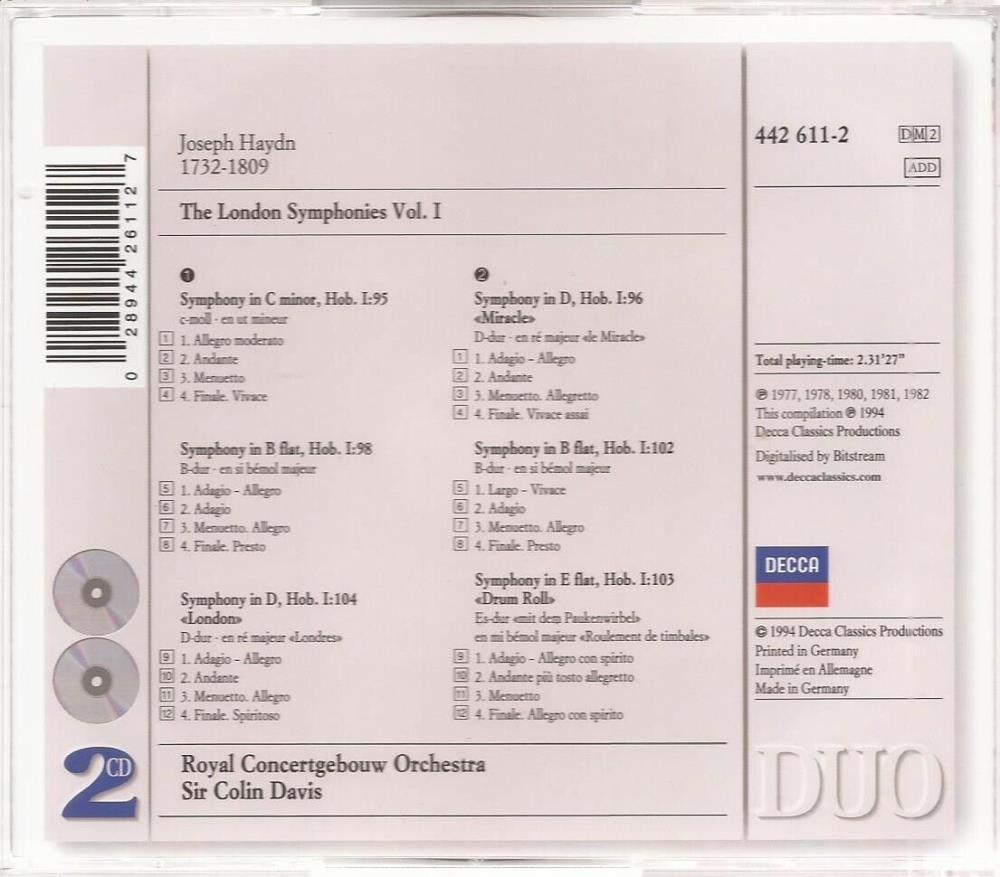 Joseph Haydn
1732-1809
The London Symphonies Vol. I
1
Symphony in C minor, Hob. I:95
c-moll · en ut mineur
1 1. Allegro moderato
2 2. Andante
3 3. Menuetto
4 4. Finale. Vivace
Symphony in B flat, Hob. I:98
B-dur · en si bémol majeur
5 1. Adagio – Allegro
6 2. Adagio
7 3. Menuetto. Allegro
8 4. Finale. Presto
Symphony in D, Hob. I:104
«London»
D-dur · en ré majeur «Londres»
9 1. Adagio – Allegro
10 2. Andante
11 3. Menuetto. Allegro
12 4. Finale. Spiritoso
2
Symphony in D, Hob. I:96
«Miracle»
D-dur · en ré majeur «le Miracle»
1 1. Adagio – Allegro
2 2. Andante
3 3. Menuetto. Allegretto
4 4. Finale. Vivace assai
Symphony in B flat, Hob. I:102
B-dur · en si bémol majeur
5 1. Largo – Vivace
6 2. Adagio
7 3. Menuetto. Allegro
8 4. Finale. Presto
Symphony in E flat, Hob. I:103
«Drum Roll»
Es-dur «mit dem Paukenwirbel»
en mi bémol majeur «Roulement de timbales»
9 1. Adagio – Allegro con spirito
10 2. Andante più tosto allegretto
11 3. Menuetto
12 4. Finale. Allegro con spirito
Royal Concertgebouw Orchestra
Sir Colin Davis
442 611-2
DM2
ADD
Total playing-time: 2.31'27"
℗ 1977, 1978, 1980, 1981, 1982
This compilation ℗ 1994
Decca Classics Productions
Digitalised by Bitstream
www.deccaclassics.com
DECCA
© 1994 Decca Classics Productions
Printed in Germany
Imprimé en Allemagne
Made in Germany
DUO
2 CD
0 28944 26112 7